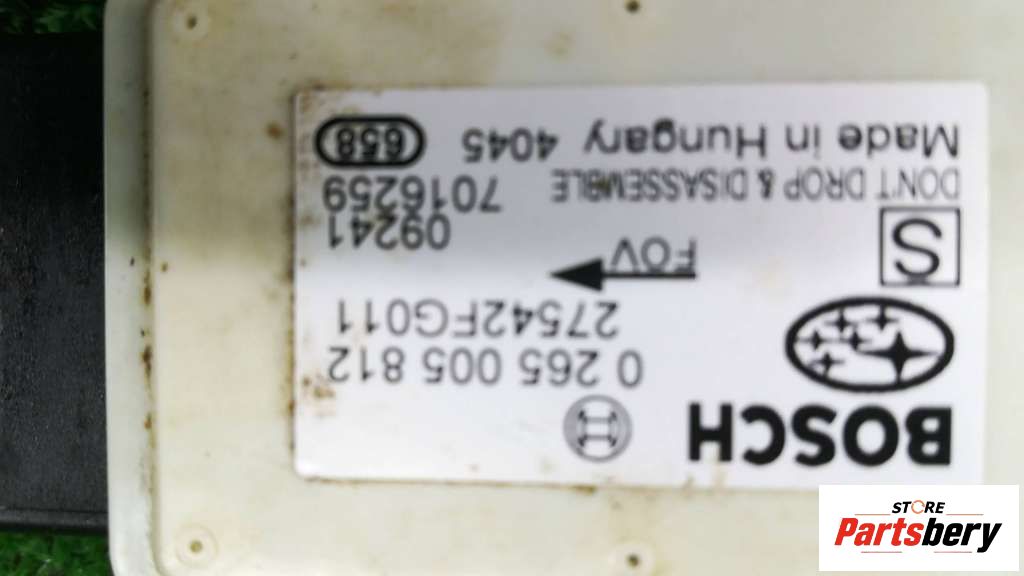 BOSCH
0 265 005 812
27542FG011
FOV
09241
S
7016259
DON'T DROP & DISASSEMBLE
Made in Hungary 4045
658
STORE
Partsbery